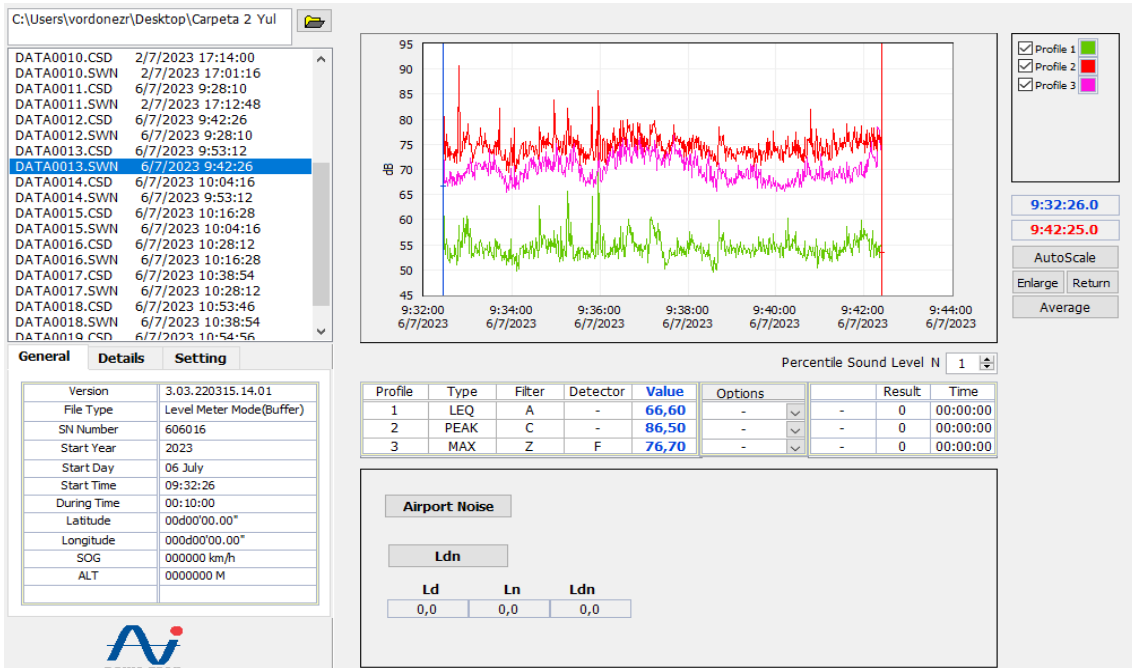 C:\Users\vordonezr\Desktop\Carpeta 2 Yul
DATA0010.CSD 2/7/2023 17:14:00
DATA0010.SWN 2/7/2023 17:01:16
DATA0011.CSD 6/7/2023 9:28:10
DATA0011.SWN 2/7/2023 17:12:48
DATA0012.CSD 6/7/2023 9:42:26
DATA0012.SWN 6/7/2023 9:28:10
DATA0013.CSD 6/7/2023 9:53:12
DATA0013.SWN 6/7/2023 9:42:26
DATA0014.CSD 6/7/2023 10:04:16
DATA0014.SWN 6/7/2023 9:53:12
DATA0015.CSD 6/7/2023 10:16:28
DATA0015.SWN 6/7/2023 10:04:16
DATA0016.CSD 6/7/2023 10:28:12
DATA0016.SWN 6/7/2023 10:16:28
DATA0017.CSD 6/7/2023 10:38:54
DATA0017.SWN 6/7/2023 10:28:12
DATA0018.CSD 6/7/2023 10:53:46
DATA0018.SWN 6/7/2023 10:38:54
DATA0019.CSD 6/7/2023 10:54:56
General Details Setting
Version 3.03.220315.14.01
File Type Level Meter Mode(Buffer)
SN Number 606016
Start Year 2023
Start Day 06 July
Start Time 09:32:26
During Time 00:10:00
Latitude 00d00'00.00"
Longitude 000d00'00.00"
SOG 000000 km/h
ALT 0000000 M
95
90
85
80
75
70
65
60
55
50
45
dB
9:32:00 9:34:00 9:36:00 9:38:00 9:40:00 9:42:00 9:44:00
6/7/2023 6/7/2023 6/7/2023 6/7/2023 6/7/2023 6/7/2023 6/7/2023
Profile 1
Profile 2
Profile 3
9:32:26.0
9:42:25.0
AutoScale
Enlarge Return
Average
Percentile Sound Level N 1
Profile Type Filter Detector Value Options Result Time
1 LEQ A - 66,60 - - 0 00:00:00
2 PEAK C - 86,50 - - 0 00:00:00
3 MAX Z F 76,70 - - 0 00:00:00
Airport Noise
Ldn
Ld Ln Ldn
0,0 0,0 0,0